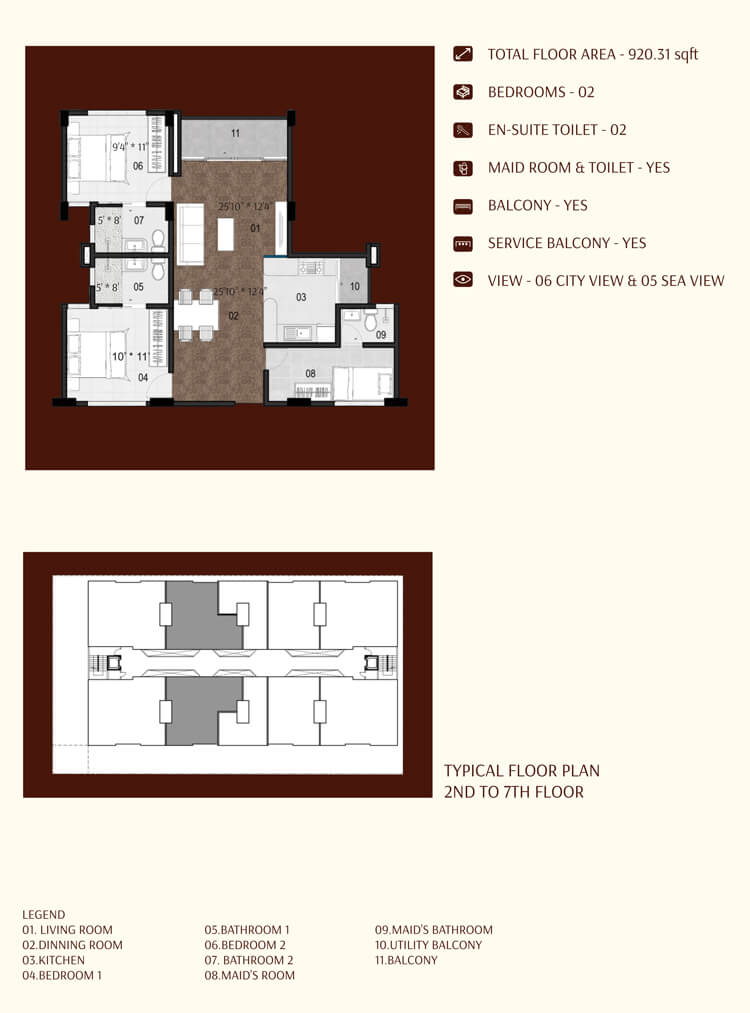 TOTAL FLOOR AREA - 920.31 sqft
BEDROOMS - 02
EN-SUITE TOILET - 02
MAID ROOM & TOILET - YES
BALCONY - YES
SERVICE BALCONY - YES
VIEW - 06 CITY VIEW & 05 SEA VIEW
11
9'4" * 11"
06
25'10" * 12'4"
01
5' * 8'
07
5' * 8'
05
03
10
25'10" * 12'4"
02
09
10" * 11'
04
08
TYPICAL FLOOR PLAN
2ND TO 7TH FLOOR
LEGEND
01. LIVING ROOM
02.DINNING ROOM
03.KITCHEN
04.BEDROOM 1
05.BATHROOM 1
06.BEDROOM 2
07. BATHROOM 2
08.MAID'S ROOM
09.MAID'S BATHROOM
10.UTILITY BALCONY
11.BALCONY